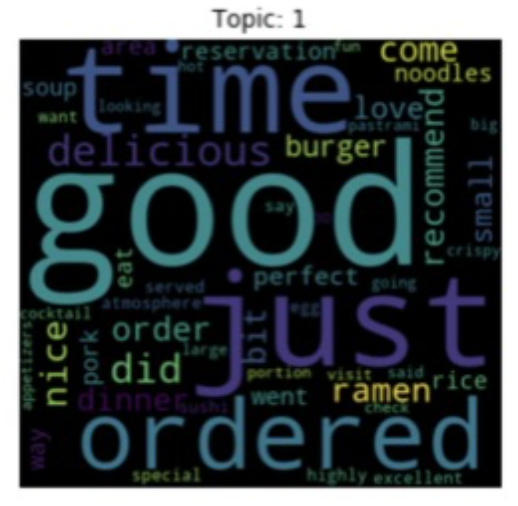 Topic: 1
area reservation fun come
hot noodles
soup time
looking love
want pastrami big
delicious burger recommend
good small
say
eat perfect crispy
served going
atmosphere just
cocktail egg
appetizers nice pork order bit
did large
portion visit said rice
dinner sushi went ramen
check
way ordered
special highly excellent